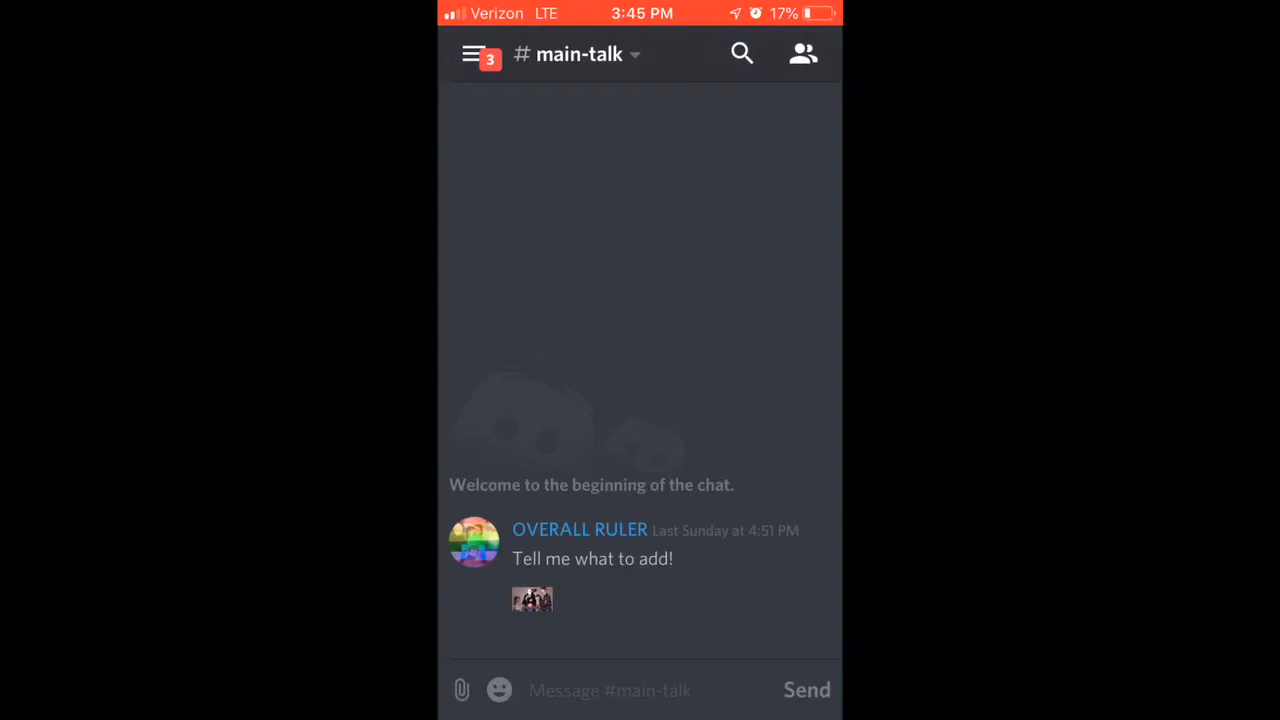 Verizon LTE 3:45 PM 17%
3 # main-talk
Welcome to the beginning of the chat.
OVERALL RULER Last Sunday at 4:51 PM
Tell me what to add!
Message #main-talk Send